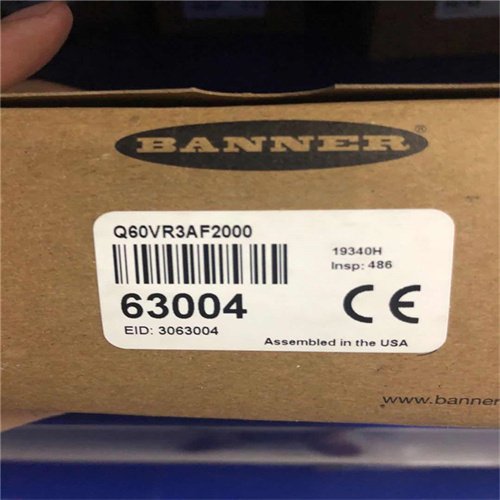 BANNER®
Q60VR3AF2000
19340H
Insp: 486
63004
CE
EID: 3063004
Assembled in the USA
www.banner